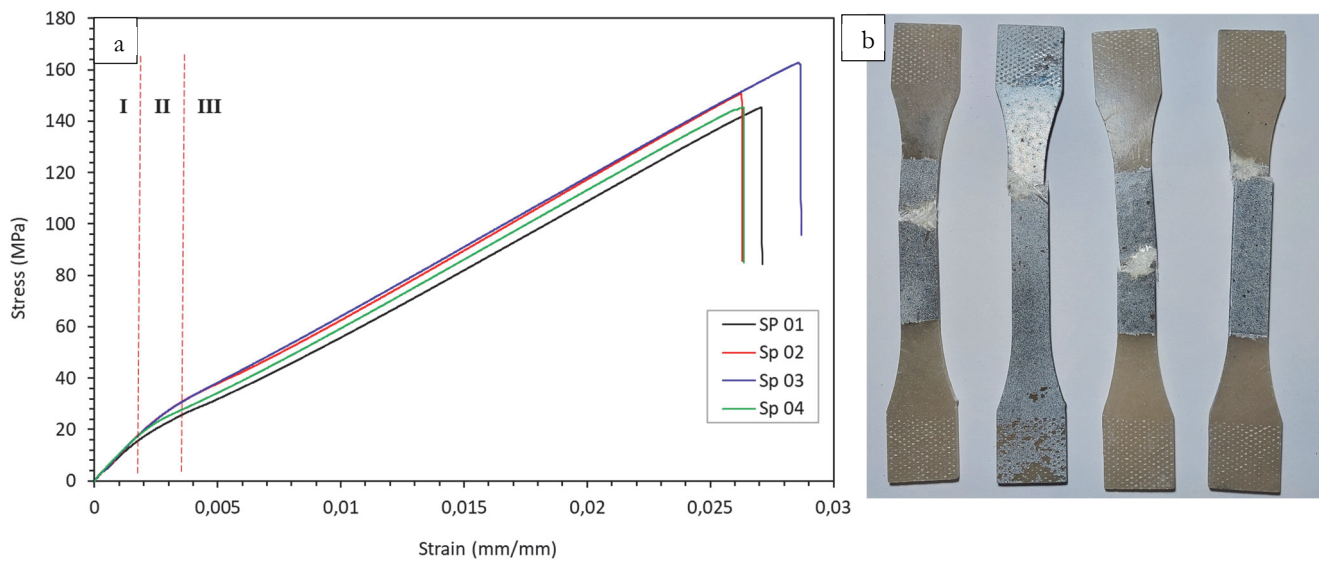 a
b
I II III
Stress (MPa)
180
160
140
120
100
80
60
40
20
0
0 0,005 0,01 0,015 0,02 0,025 0,03
Strain (mm/mm)
SP 01
Sp 02
Sp 03
Sp 04